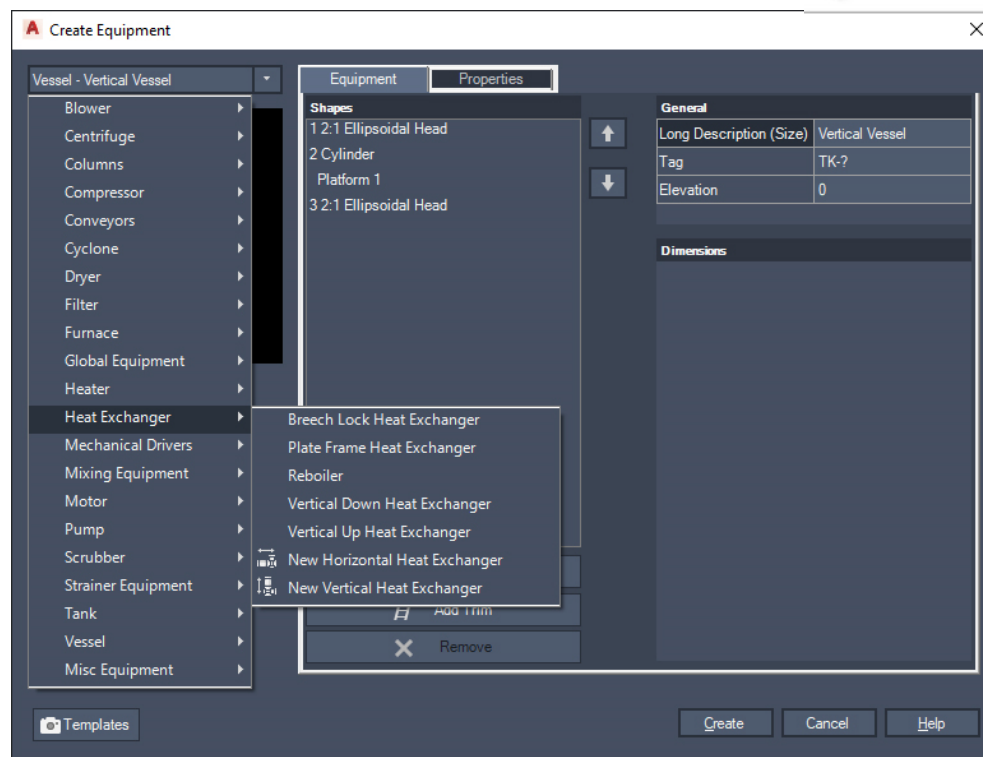 Create Equipment
Vessel - Vertical Vessel
Blower
Centrifuge
Columns
Compressor
Conveyors
Cyclone
Dryer
Filter
Furnace
Global Equipment
Heater
Heat Exchanger
Mechanical Drivers
Mixing Equipment
Motor
Pump
Scrubber
Strainer Equipment
Tank
Vessel
Misc Equipment
Breech Lock Heat Exchanger
Plate Frame Heat Exchanger
Reboiler
Vertical Down Heat Exchanger
Vertical Up Heat Exchanger
New Horizontal Heat Exchanger
New Vertical Heat Exchanger
Equipment Properties
Shapes
1 2:1 Ellipsoidal Head
2 Cylinder
Platform 1
3 2:1 Ellipsoidal Head
Add Trim
Remove
General
Long Description (Size) Vertical Vessel
Tag TK-?
Elevation 0
Dimensions
Templates
Create Cancel Help